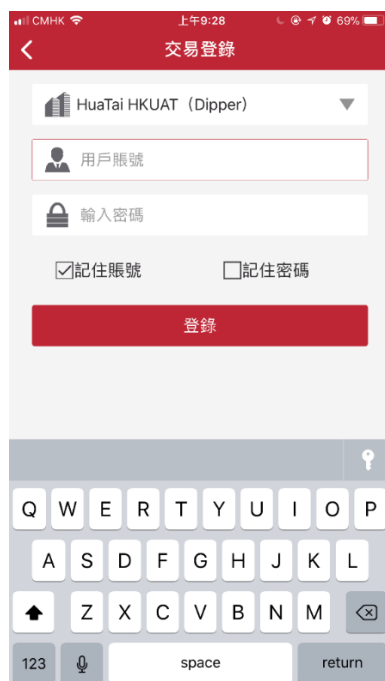 CMHK 上午9:28 69%
交易登錄
HuaTai HKUAT（Dipper）
用戶賬號
輸入密碼
記住賬號 記住密碼
登錄
Q W E R T Y U I O P
A S D F G H J K L
Z X C V B N M
123 space return